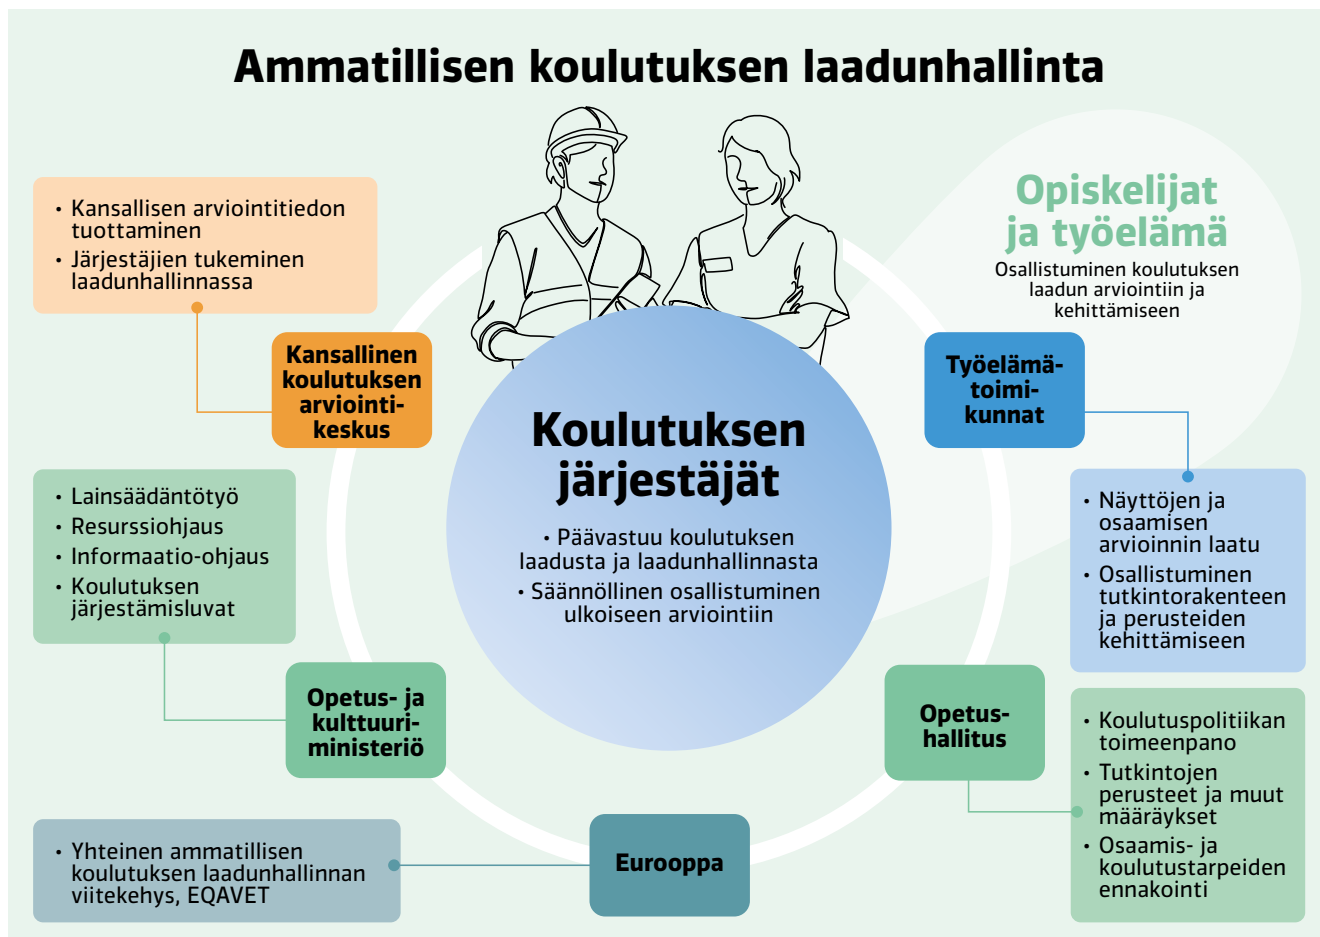 Ammatillisen koulutuksen laadunhallinta
• Kansallisen arviointitiedon
tuottaminen
• Järjestäjien tukeminen
laadunhallinnassa
Kansallinen
koulutuksen
arviointi-
keskus
• Lainsäädäntötyö
• Resurssiohjaus
• Informaatio-ohjaus
• Koulutuksen
järjestämisluvat
Opetus- ja
kulttuuri-
ministeriö
• Yhteinen ammatillisen
koulutuksen laadunhallinnan
viitekehys, EQAVET
Eurooppa
Koulutuksen
järjestäjät
• Päävastuu koulutuksen
laadusta ja laadunhallinnasta
• Säännöllinen osallistuminen
ulkoiseen arviointiin
Opiskelijat
ja työelämä
Osallistuminen koulutuksen
laadun arviointiin ja
kehittämiseen
Työelämä-
toimi-
kunnat
• Näyttöjen ja
osaamisen
arvioinnin laatu
• Osallistuminen
tutkintorakenteen
ja perusteiden
kehittämiseen
Opetus-
hallitus
• Koulutuspolitiikan
toimeenpano
• Tutkintojen
perusteet ja muut
määräykset
• Osaamis- ja
koulutustarpeiden
ennakointi